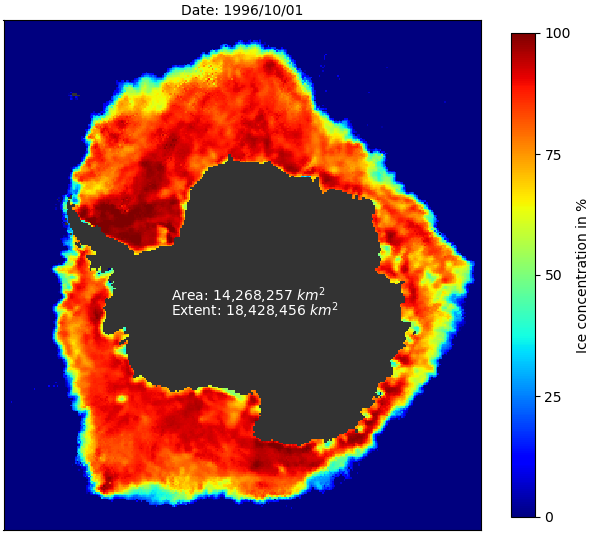 Date: 1996/10/01
Area: 14,268,257 km²
Extent: 18,428,456 km²
100
75
50
25
0
Ice concentration in %